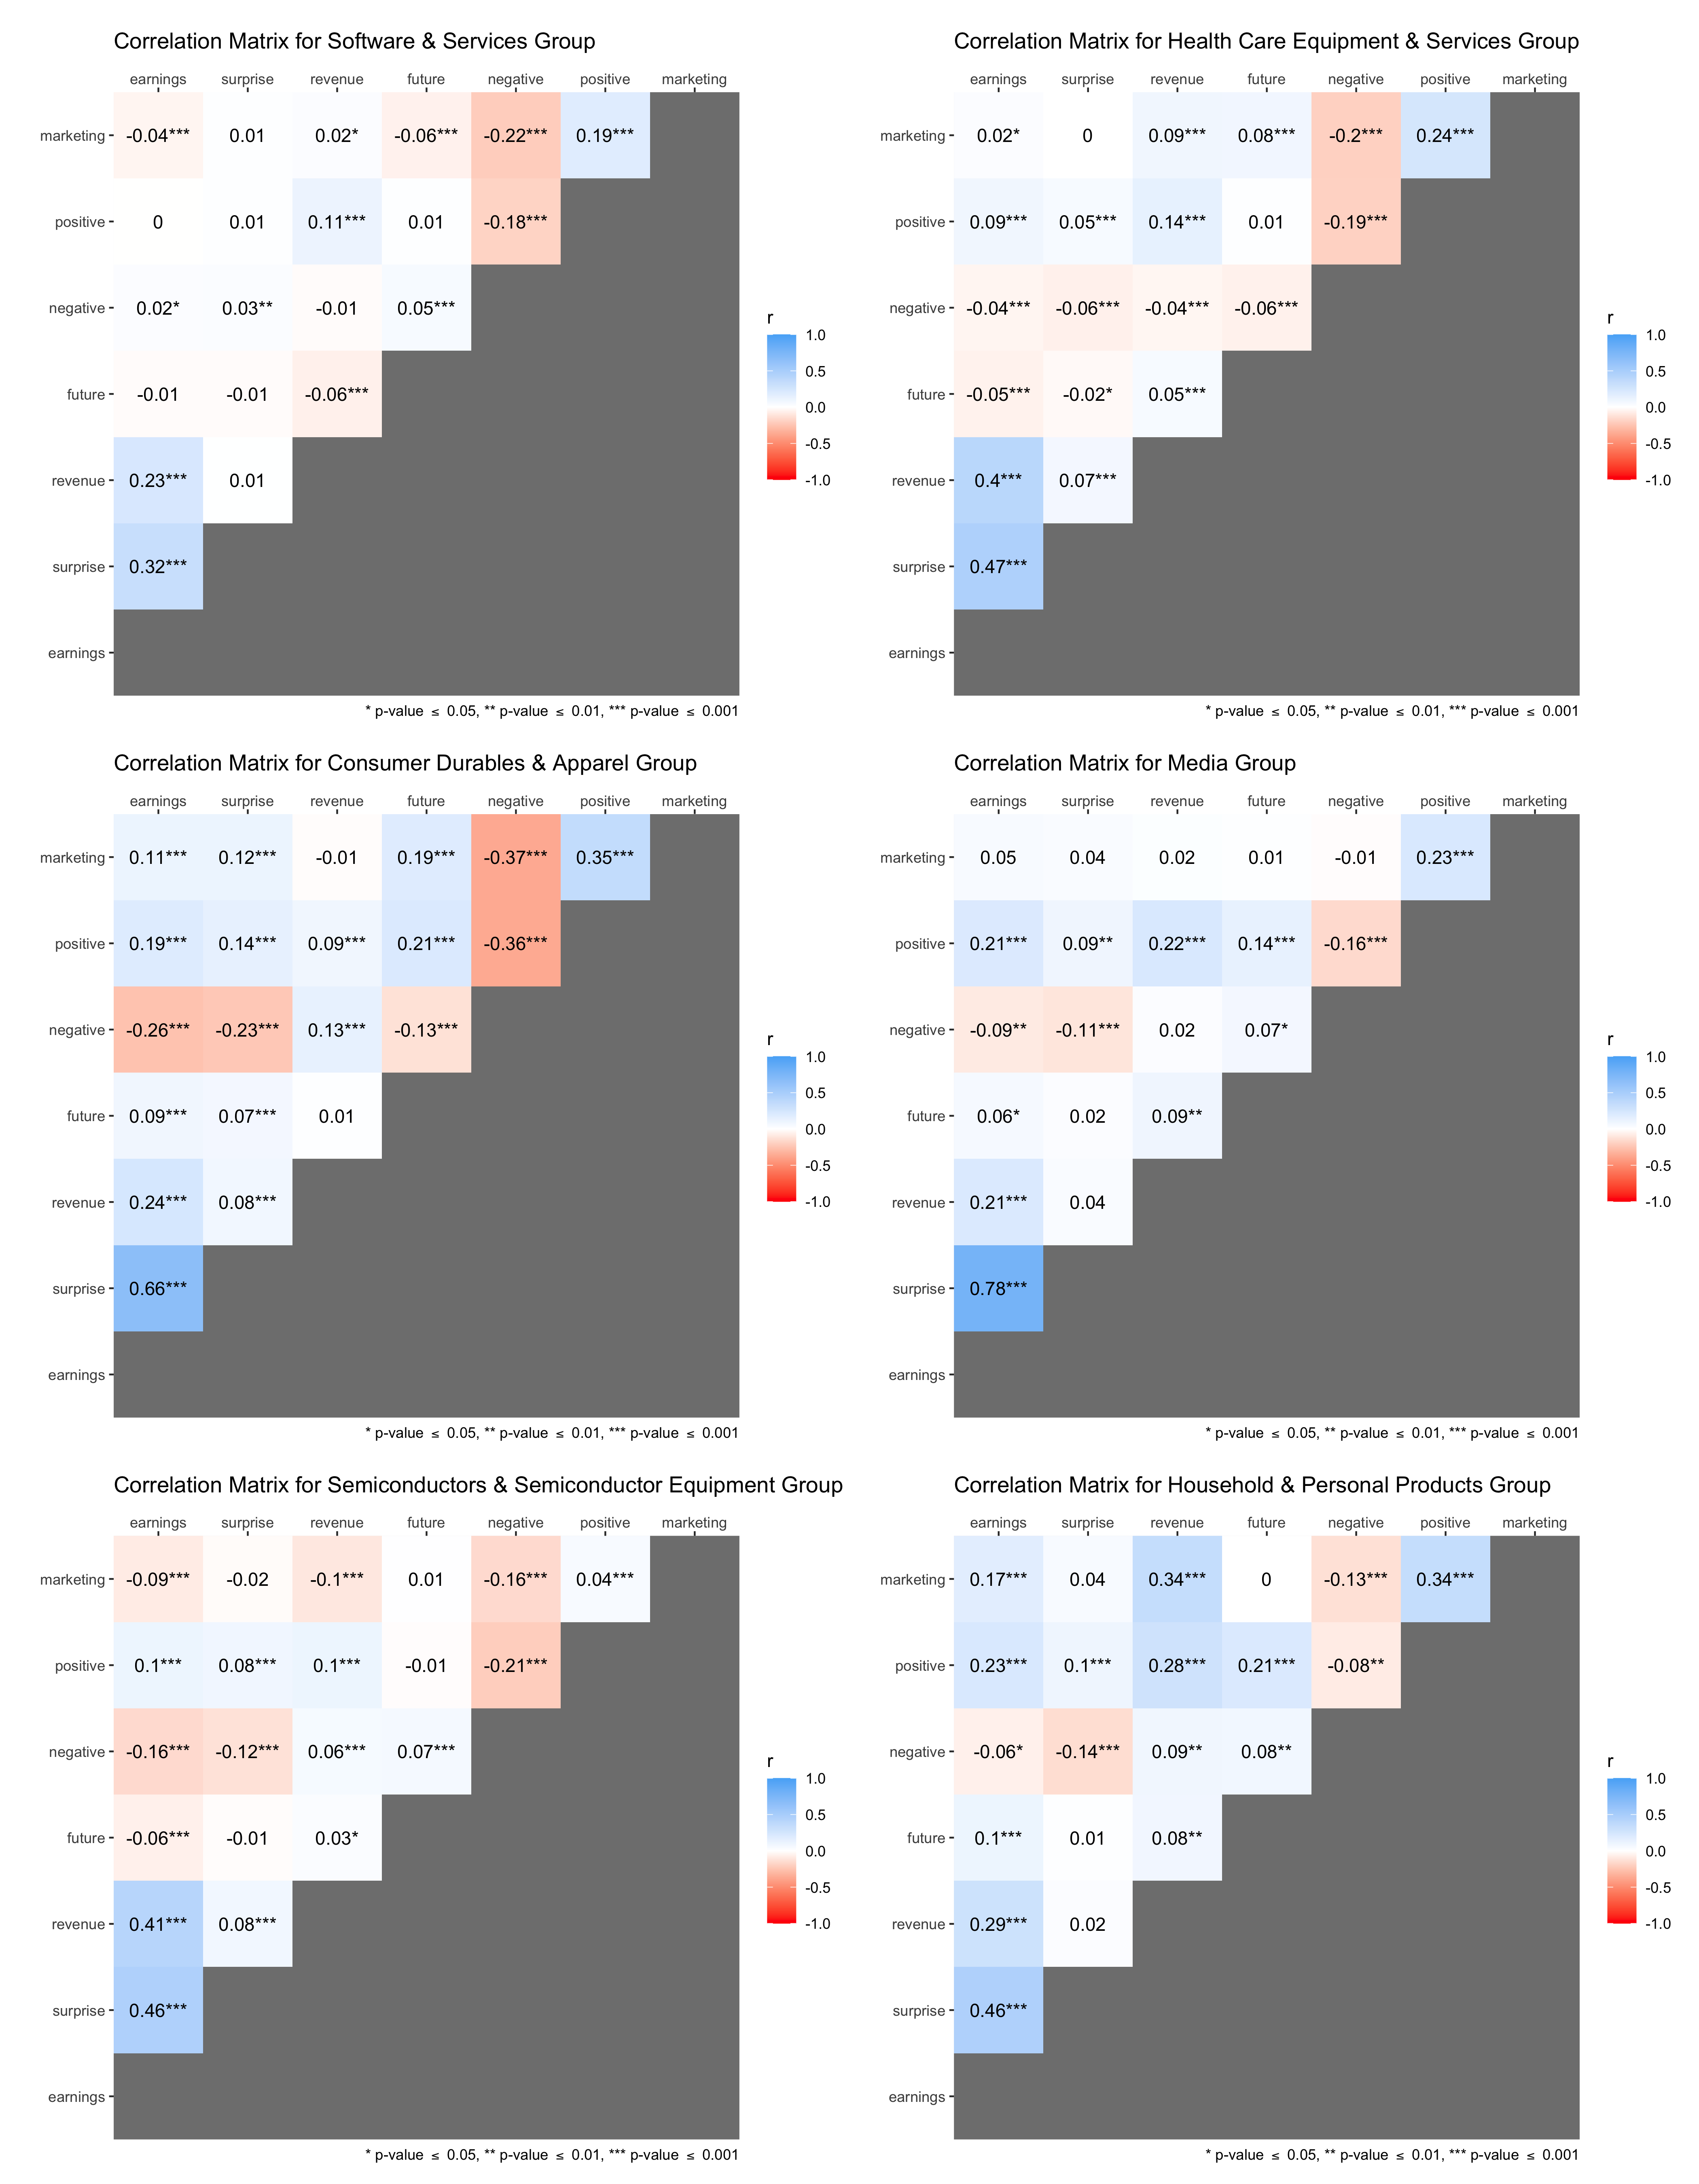 Correlation Matrix for Software & Services Group
earnings surprise revenue future negative positive marketing
marketing -0.04*** 0.01 0.02* -0.06*** -0.22*** 0.19***
positive 0 0.01 0.11*** 0.01 -0.18***
negative 0.02* 0.03** -0.01 0.05***
future -0.01 -0.01 -0.06***
revenue 0.23*** 0.01
surprise 0.32***
earnings
r
1.0
0.5
0.0
-0.5
-1.0
* p-value ≤ 0.05, ** p-value ≤ 0.01, *** p-value ≤ 0.001
Correlation Matrix for Health Care Equipment & Services Group
earnings surprise revenue future negative positive marketing
marketing 0.02* 0 0.09*** 0.08*** -0.2*** 0.24***
positive 0.09*** 0.05*** 0.14*** 0.01 -0.19***
negative -0.04*** -0.06*** -0.04*** -0.06***
future -0.05*** -0.02* 0.05***
revenue 0.4*** 0.07***
surprise 0.47***
earnings
r
1.0
0.5
0.0
-0.5
-1.0
* p-value ≤ 0.05, ** p-value ≤ 0.01, *** p-value ≤ 0.001
Correlation Matrix for Consumer Durables & Apparel Group
earnings surprise revenue future negative positive marketing
marketing 0.11*** 0.12*** -0.01 0.19*** -0.37*** 0.35***
positive 0.19*** 0.14*** 0.09*** 0.21*** -0.36***
negative -0.26*** -0.23*** 0.13*** -0.13***
future 0.09*** 0.07*** 0.01
revenue 0.24*** 0.08***
surprise 0.66***
earnings
r
1.0
0.5
0.0
-0.5
-1.0
* p-value ≤ 0.05, ** p-value ≤ 0.01, *** p-value ≤ 0.001
Correlation Matrix for Media Group
earnings surprise revenue future negative positive marketing
marketing 0.05 0.04 0.02 0.01 -0.01 0.23***
positive 0.21*** 0.09** 0.22*** 0.14*** -0.16***
negative -0.09** -0.11*** 0.02 0.07*
future 0.06* 0.02 0.09**
revenue 0.21*** 0.04
surprise 0.78***
earnings
r
1.0
0.5
0.0
-0.5
-1.0
* p-value ≤ 0.05, ** p-value ≤ 0.01, *** p-value ≤ 0.001
Correlation Matrix for Semiconductors & Semiconductor Equipment Group
earnings surprise revenue future negative positive marketing
marketing -0.09*** -0.02 -0.1*** 0.01 -0.16*** 0.04***
positive 0.1*** 0.08*** 0.1*** -0.01 -0.21***
negative -0.16*** -0.12*** 0.06*** 0.07***
future -0.06*** -0.01 0.03*
revenue 0.41*** 0.08***
surprise 0.46***
earnings
r
1.0
0.5
0.0
-0.5
-1.0
* p-value ≤ 0.05, ** p-value ≤ 0.01, *** p-value ≤ 0.001
Correlation Matrix for Household & Personal Products Group
earnings surprise revenue future negative positive marketing
marketing 0.17*** 0.04 0.34*** 0 -0.13*** 0.34***
positive 0.23*** 0.1*** 0.28*** 0.21*** -0.08**
negative -0.06* -0.14*** 0.09** 0.08**
future 0.1*** 0.01 0.08**
revenue 0.29*** 0.02
surprise 0.46***
earnings
r
1.0
0.5
0.0
-0.5
-1.0
* p-value ≤ 0.05, ** p-value ≤ 0.01, *** p-value ≤ 0.001